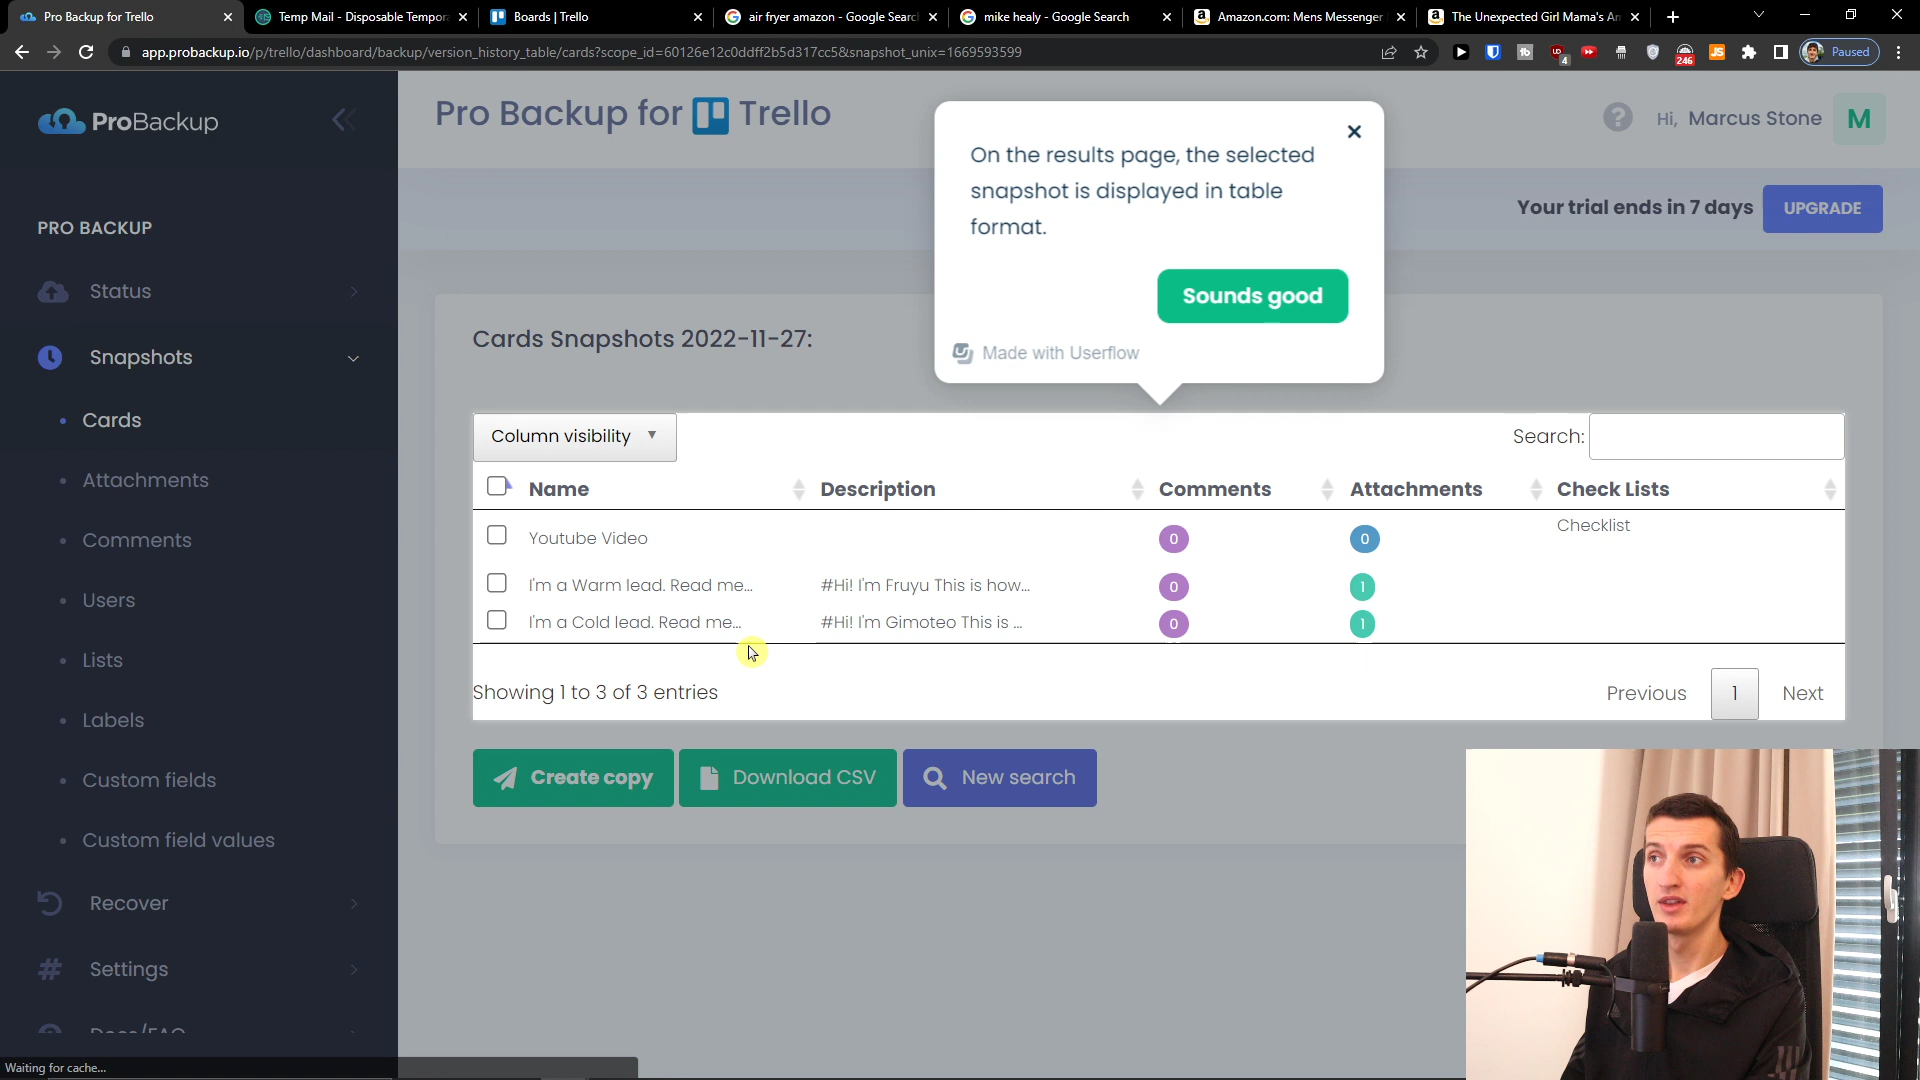 Pro Backup for Trello
Temp Mail - Disposable Tempora
Boards | Trello
air fryer amazon - Google Searc
mike healy - Google Search
Amazon.com: Mens Messenger
The Unexpected Girl Mama's Am
app.probackup.io/p/trello/dashboard/backup/version_history_table/cards?scope_id=60126e12c0ddff2b5d317cc5&snapshot_unix=1669593599
4
246
JS
Paused
ProBackup
Pro Backup for Trello
Hi, Marcus Stone M
On the results page, the selected
snapshot is displayed in table
format.
Sounds good
Made with Userflow
Your trial ends in 7 days UPGRADE
PRO BACKUP
Status
Snapshots
Cards
Attachments
Comments
Users
Lists
Labels
Custom fields
Custom field values
Recover
Settings
Docs/FAQ
Cards Snapshots 2022-11-27:
Column visibility
Search:
Name Description Comments Attachments Check Lists
Youtube Video 0 0 Checklist
I'm a Warm lead. Read me... #Hi! I'm Fruyu This is how... 0 1
I'm a Cold lead. Read me... #Hi! I'm Gimoteo This is ... 0 1
Showing 1 to 3 of 3 entries
Previous 1 Next
Create copy
Download CSV
New search
Waiting for cache...